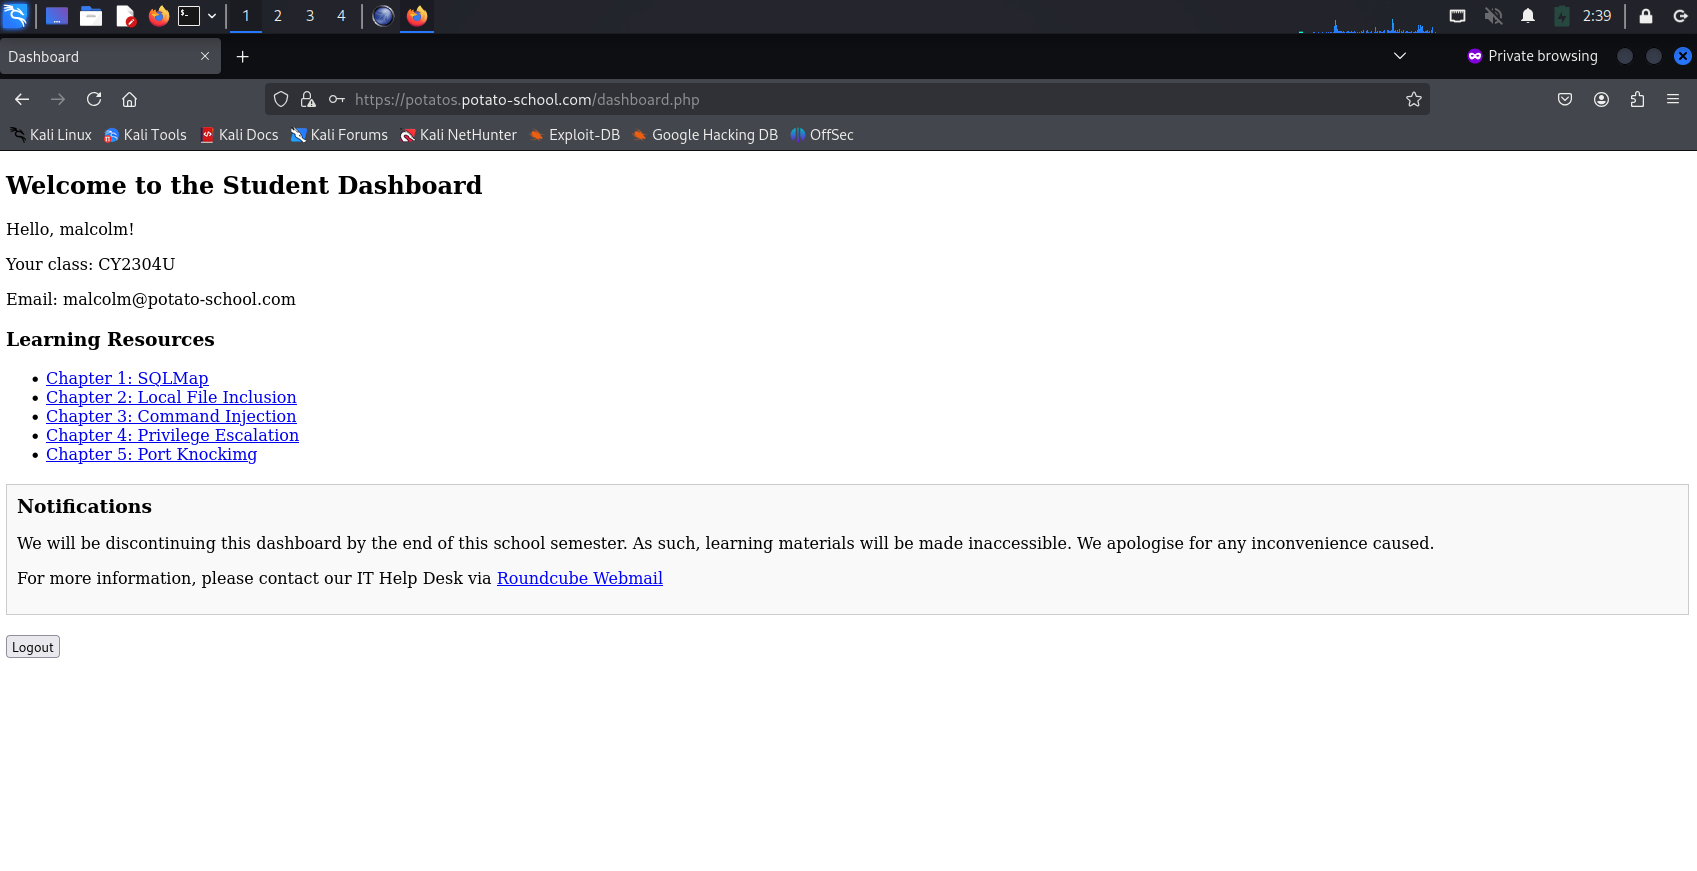 1 2 3 4 2:39
Dashboard Private browsing
https://potatos.potato-school.com/dashboard.php
Kali Linux Kali Tools Kali Docs Kali Forums Kali NetHunter Exploit-DB Google Hacking DB OffSec
Welcome to the Student Dashboard
Hello, malcolm!
Your class: CY2304U
Email: malcolm@potato-school.com
Learning Resources
Chapter 1: SQLMap
Chapter 2: Local File Inclusion
Chapter 3: Command Injection
Chapter 4: Privilege Escalation
Chapter 5: Port Knockimg
Notifications
We will be discontinuing this dashboard by the end of this school semester. As such, learning materials will be made inaccessible. We apologise for any inconvenience caused.
For more information, please contact our IT Help Desk via Roundcube Webmail
Logout